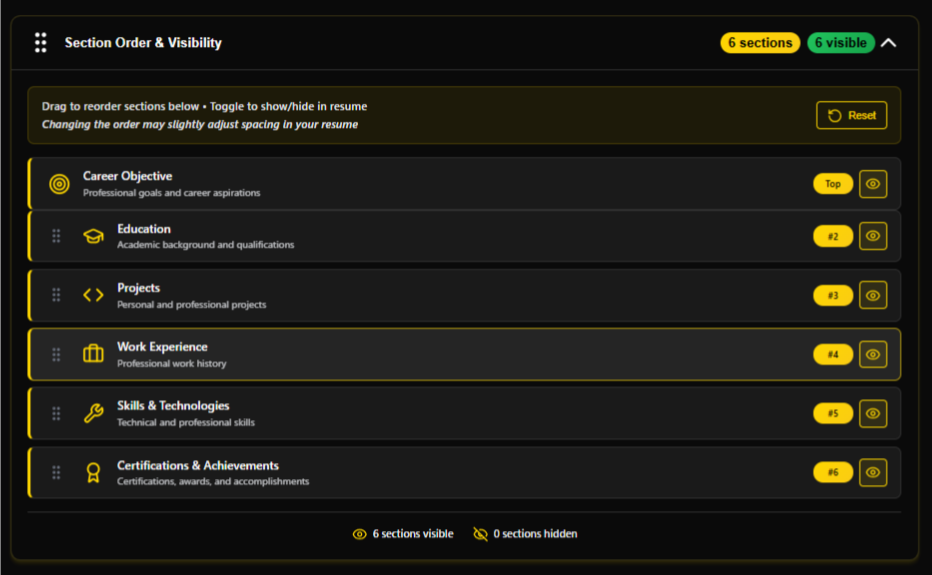 Section Order & Visibility
6 sections
6 visible
Drag to reorder sections below • Toggle to show/hide in resume
Changing the order may slightly adjust spacing in your resume
Reset
Career Objective
Professional goals and career aspirations
Top
Education
Academic background and qualifications
#2
Projects
Personal and professional projects
#3
Work Experience
Professional work history
#4
Skills & Technologies
Technical and professional skills
#5
Certifications & Achievements
Certifications, awards, and accomplishments
#6
6 sections visible
0 sections hidden